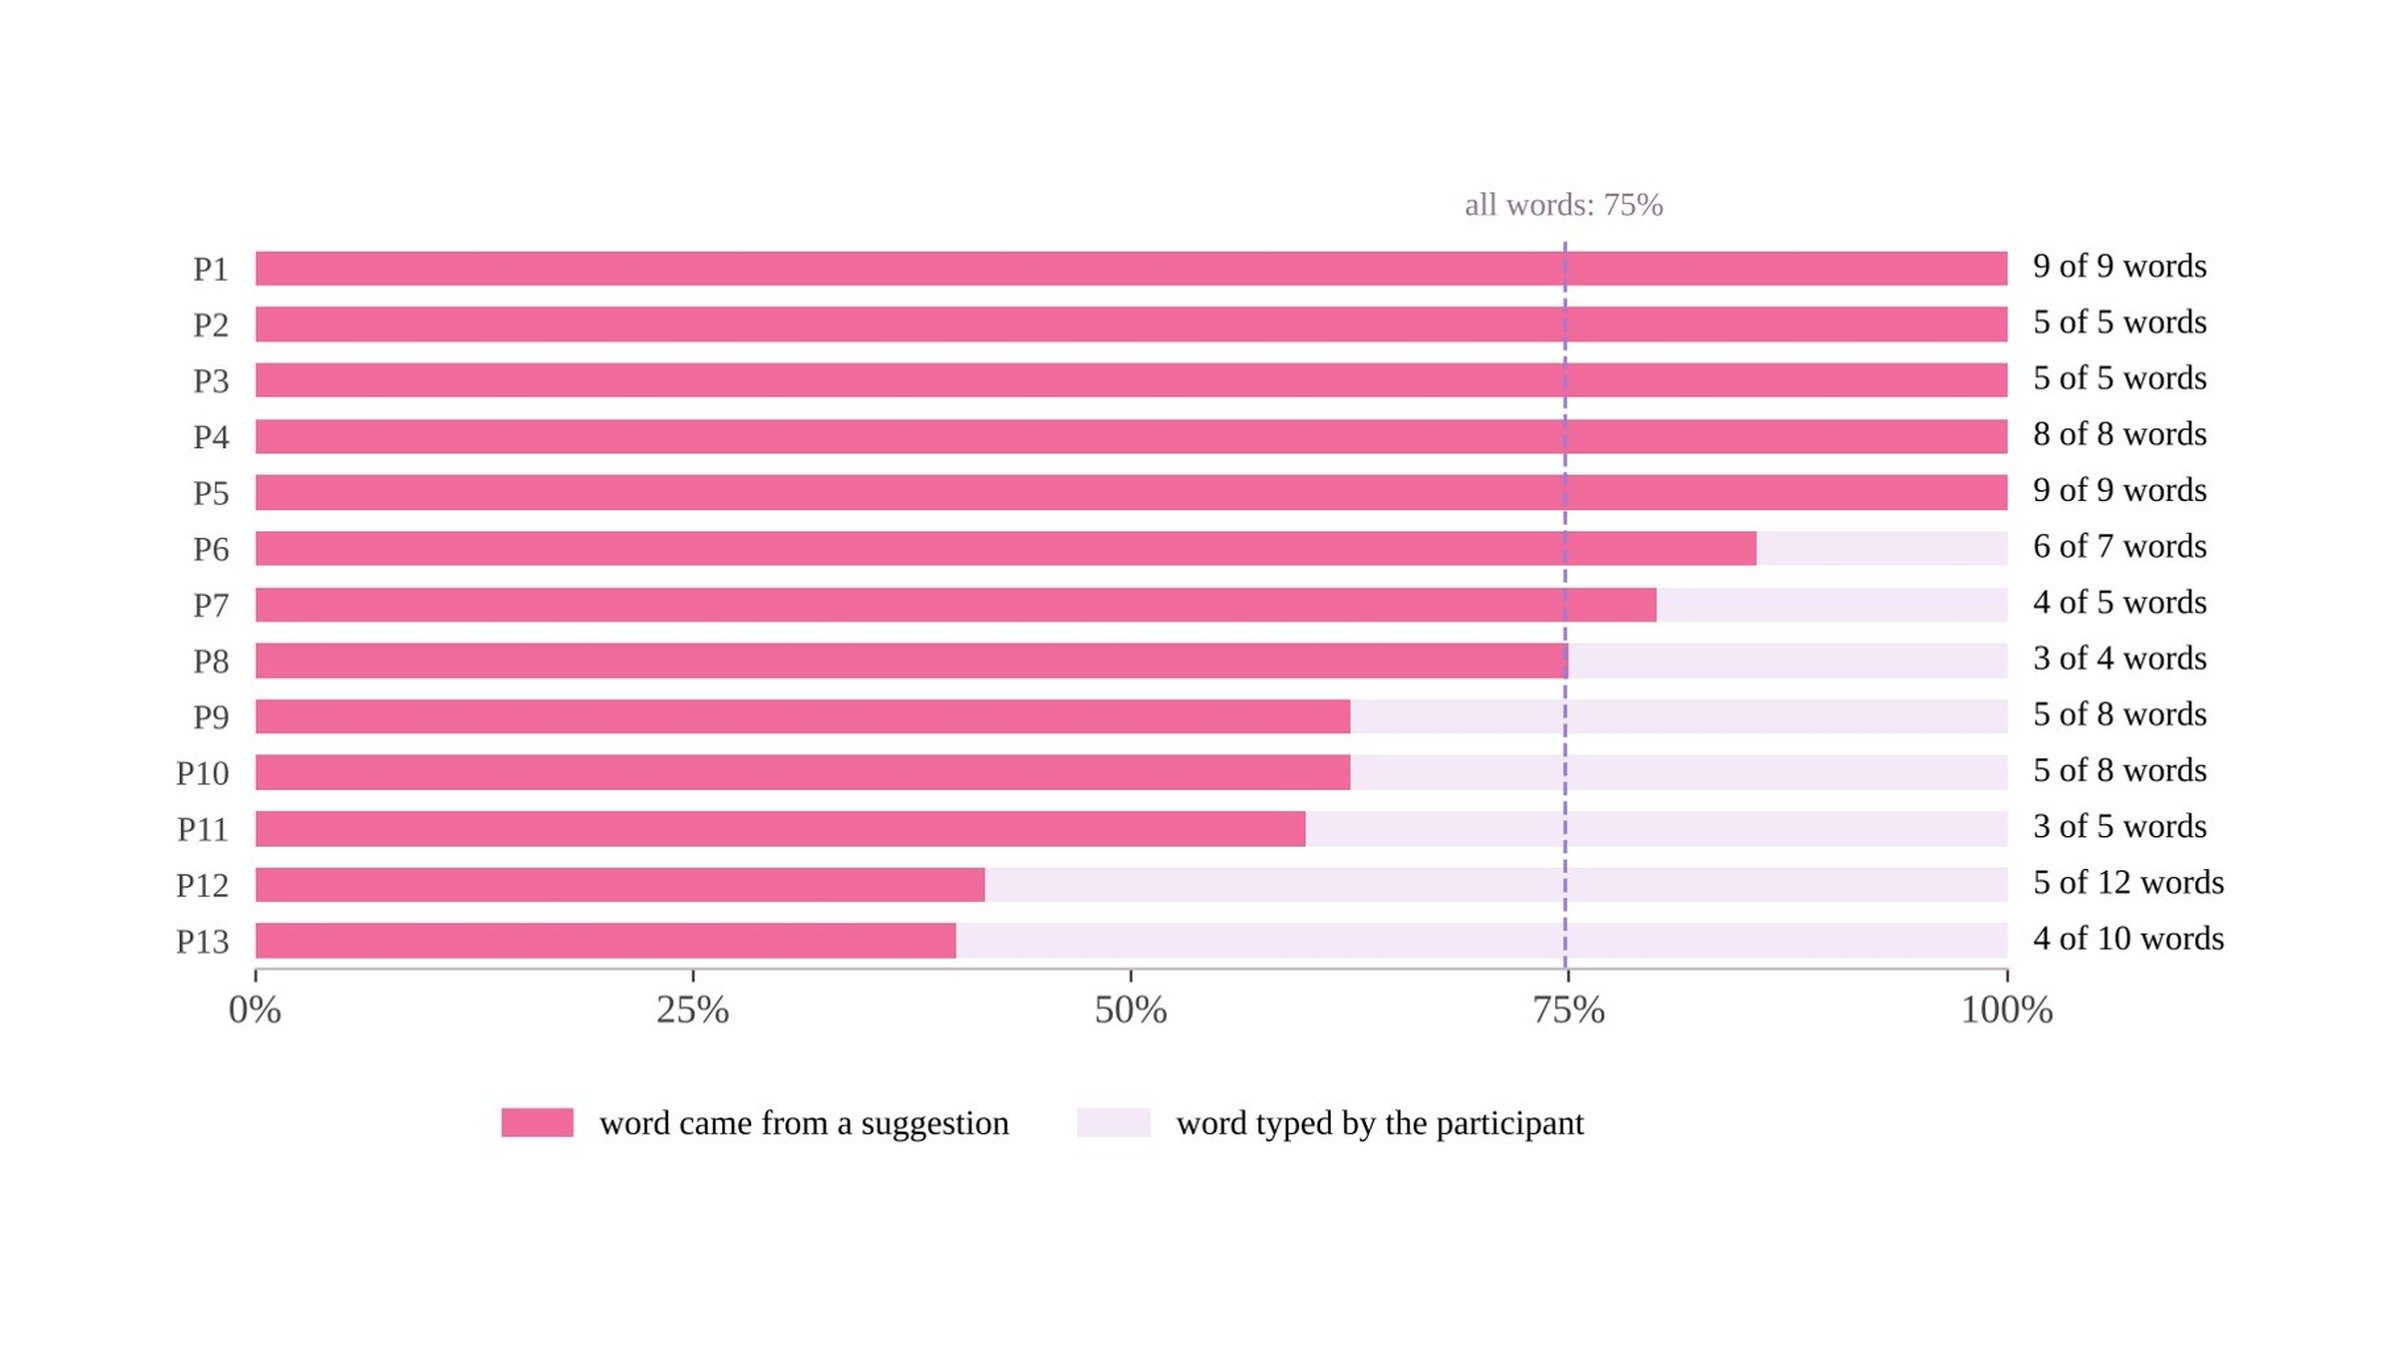 all words: 75%
P1 9 of 9 words
P2 5 of 5 words
P3 5 of 5 words
P4 8 of 8 words
P5 9 of 9 words
P6 6 of 7 words
P7 4 of 5 words
P8 3 of 4 words
P9 5 of 8 words
P10 5 of 8 words
P11 3 of 5 words
P12 5 of 12 words
P13 4 of 10 words
0% 25% 50% 75% 100%
word came from a suggestion word typed by the participant